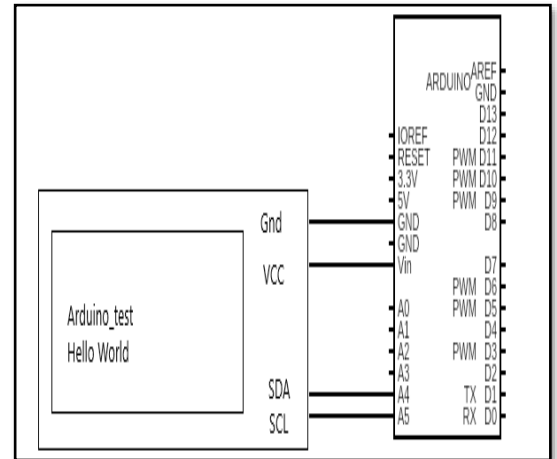 Arduino_test
Hello World
Gnd
VCC
SDA
SCL
ARDUINO
IOREF
RESET
3.3V
5V
GND
GND
Vin
A0
A1
A2
A3
A4
A5
AREF
GND
D13
D12
PWM D11
PWM D10
PWM D9
D8
D7
PWM D6
PWM D5
D4
PWM D3
D2
TX D1
RX D0